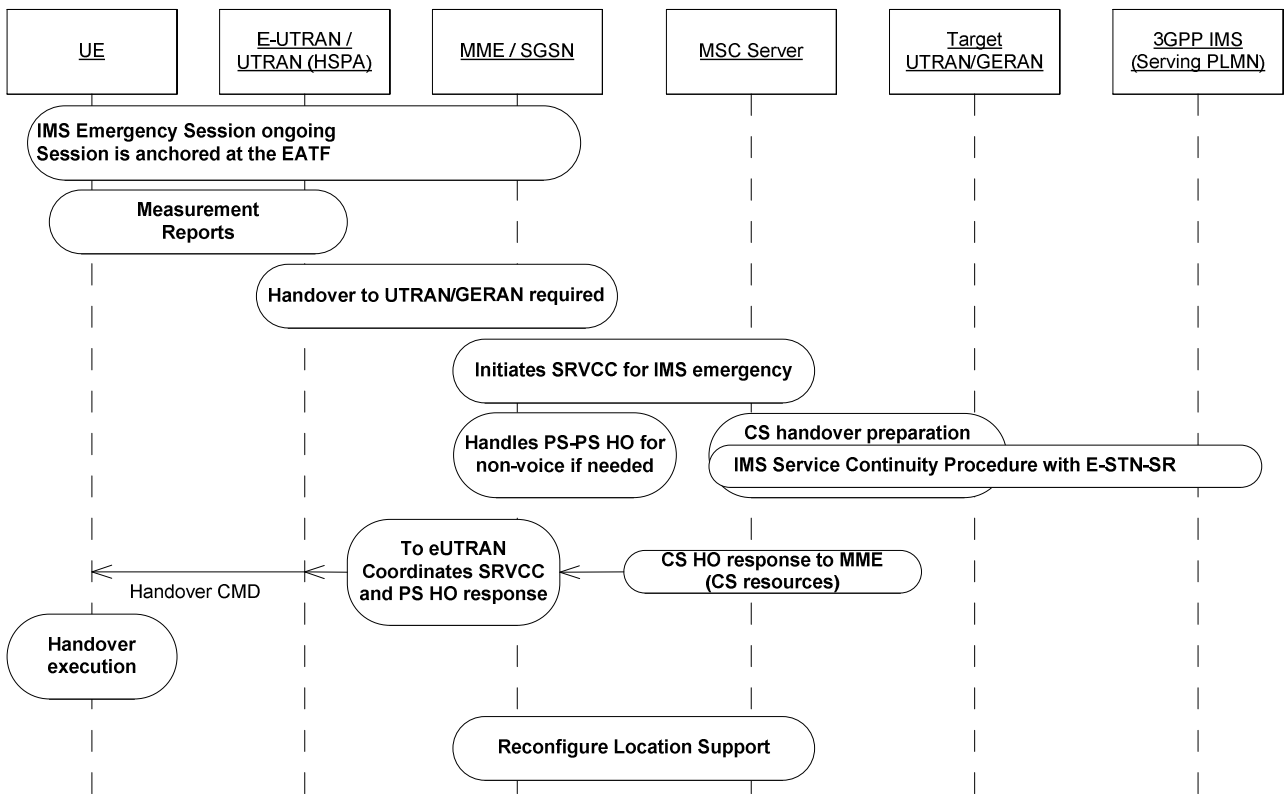 UE
E-UTRAN /
UTRAN (HSPA)
MME / SGSN
MSC Server
Target
UTRAN/GERAN
3GPP IMS
(Serving PLMN)
IMS Emergency Session ongoing
Session is anchored at the EATF
Measurement
Reports
Handover to UTRAN/GERAN required
Initiates SRVCC for IMS emergency
Handles PS-PS HO for
non-voice if needed
CS handover preparation
IMS Service Continuity Procedure with E-STN-SR
To eUTRAN
Coordinates SRVCC
and PS HO response
CS HO response to MME
(CS resources)
Handover CMD
Handover
execution
Reconfigure Location Support